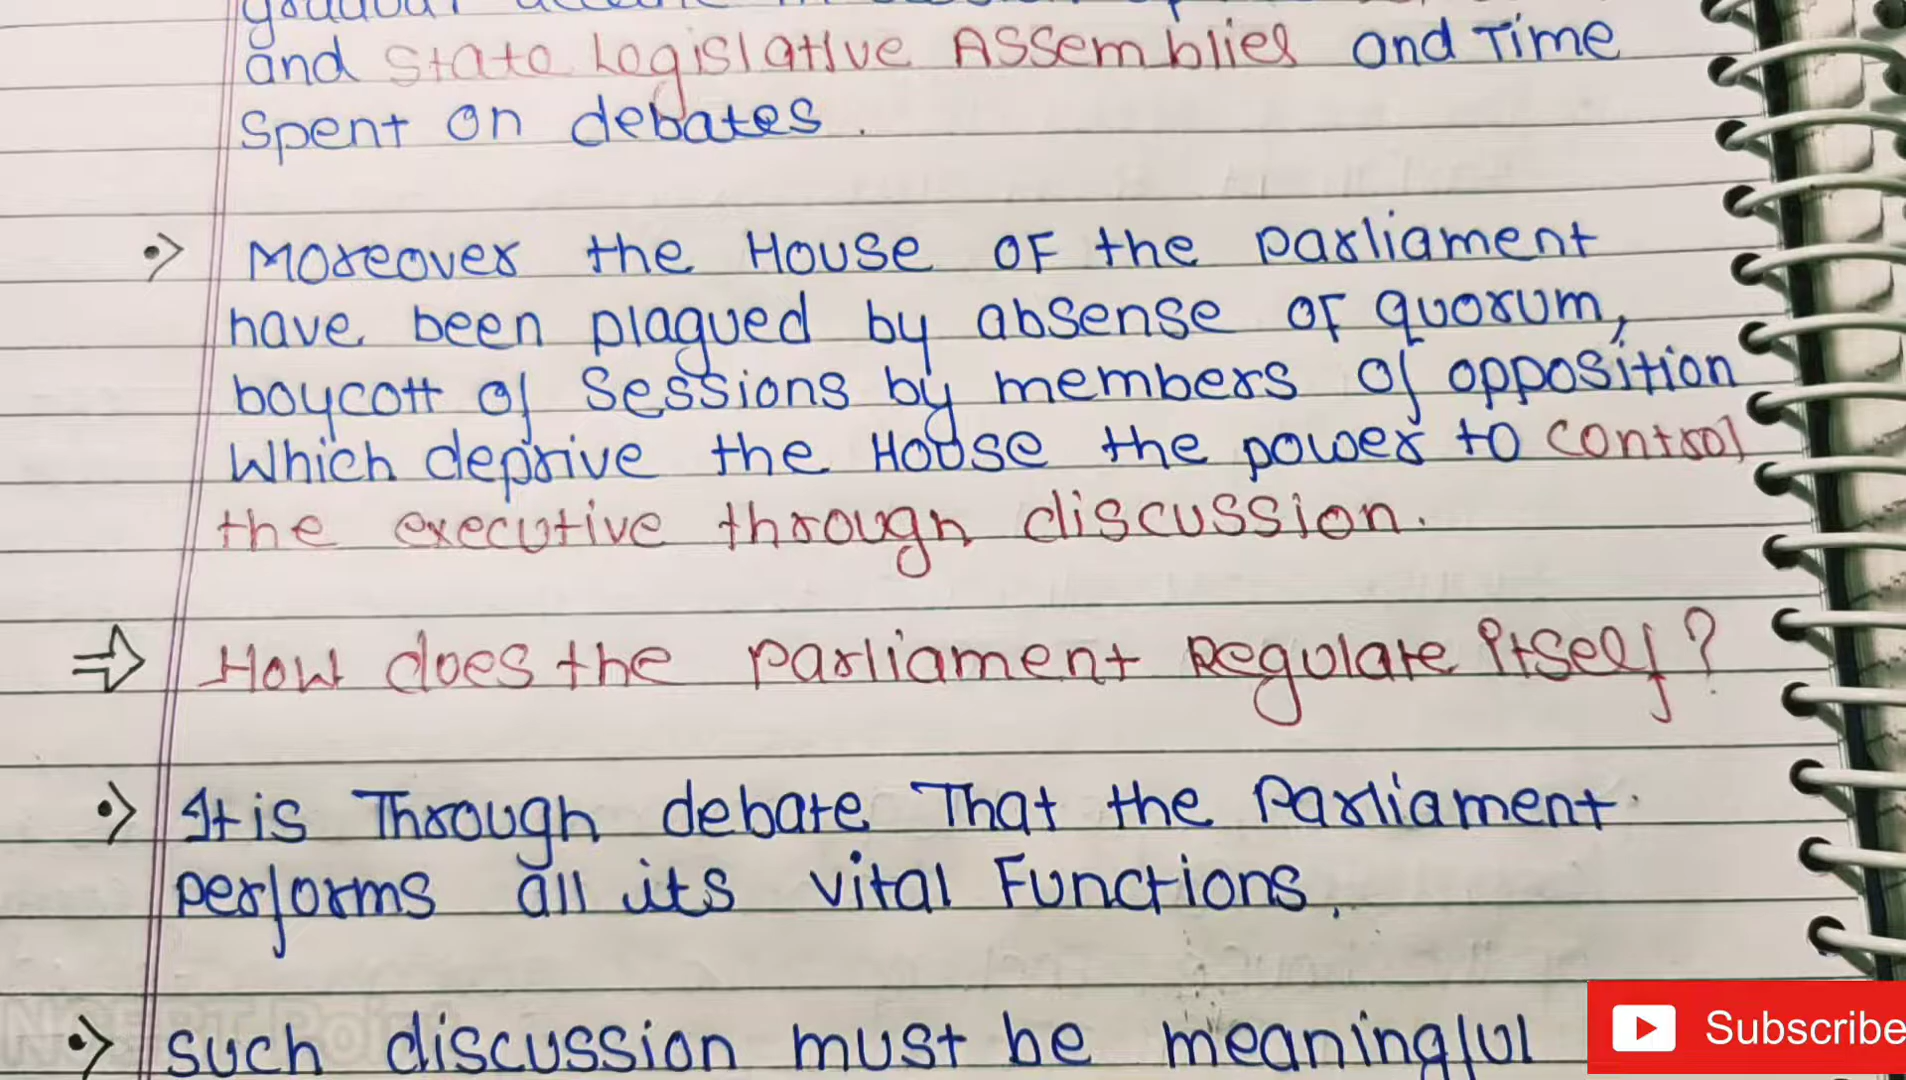 and State Legislative Assemblies and Time
spent on debates.
Moreover the House of the parliament
have been plagued by absense of quorum,
boycott of sessions by members of opposition
Which deprive the House the power to control
the executive through discussion.
How does the parliament Regulate itself?
It is Through debate That the Parliament
performs all its vital Functions.
such discussion must be meaningful
Subscribe